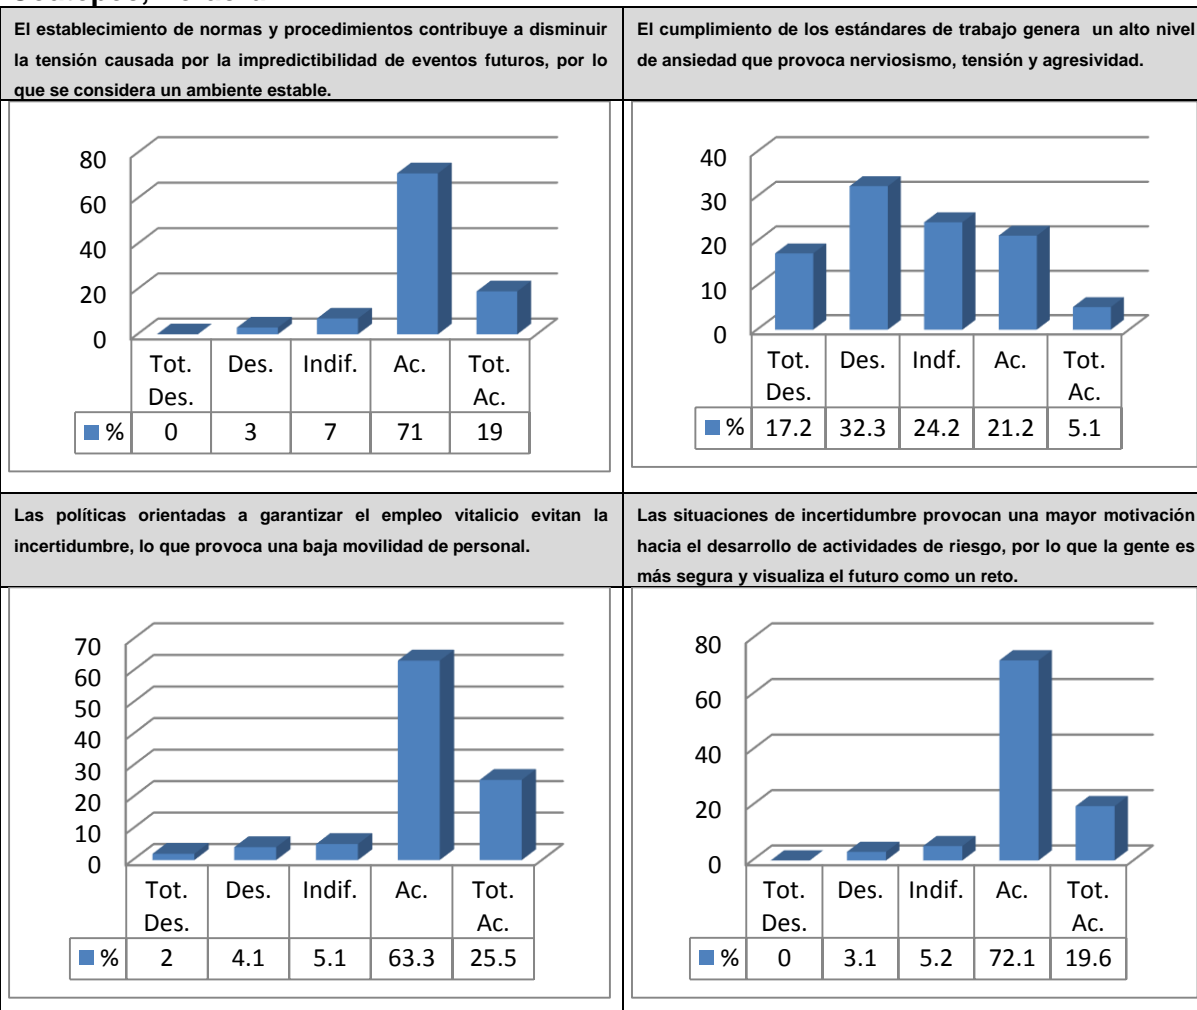 El establecimiento de normas y procedimientos contribuye a disminuir
la tensión causada por la impredictibilidad de eventos futuros, por lo
que se considera un ambiente estable.
El cumplimiento de los estándares de trabajo genera un alto nivel
de ansiedad que provoca nerviosismo, tensión y agresividad.
80
60
40
20
0
Tot. Des. Indif. Ac. Tot.
Des. Ac.
% 0 3 7 71 19
40
30
20
10
0
Tot. Des. Indf. Ac. Tot.
Des. Ac.
% 17.2 32.3 24.2 21.2 5.1
Las políticas orientadas a garantizar el empleo vitalicio evitan la
incertidumbre, lo que provoca una baja movilidad de personal.
Las situaciones de incertidumbre provocan una mayor motivación
hacia el desarrollo de actividades de riesgo, por lo que la gente es
más segura y visualiza el futuro como un reto.
70
60
50
40
30
20
10
0
Tot. Des. Indif. Ac. Tot.
Des. Ac.
% 2 4.1 5.1 63.3 25.5
80
60
40
20
0
Tot. Des. Indif. Ac. Tot.
Des. Ac.
% 0 3.1 5.2 72.1 19.6